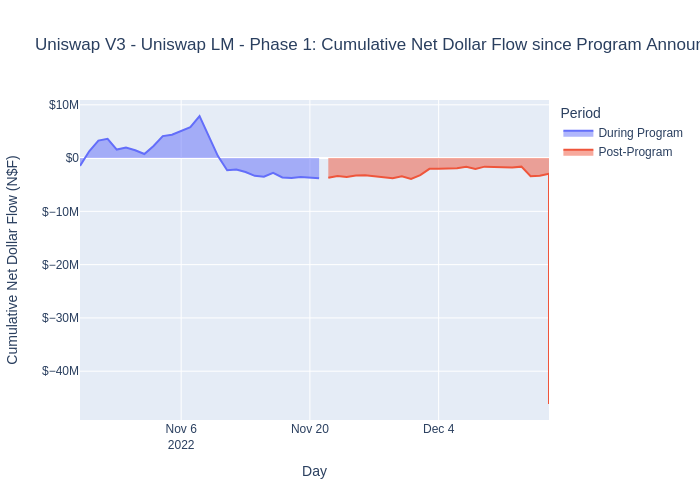 Uniswap V3 - Uniswap LM - Phase 1: Cumulative Net Dollar Flow since Program Announ
Period
During Program
Post-Program
Cumulative Net Dollar Flow (N$F)
$10M
$0
$−10M
$−20M
$−30M
$−40M
Nov 6
2022
Nov 20
Dec 4
Day